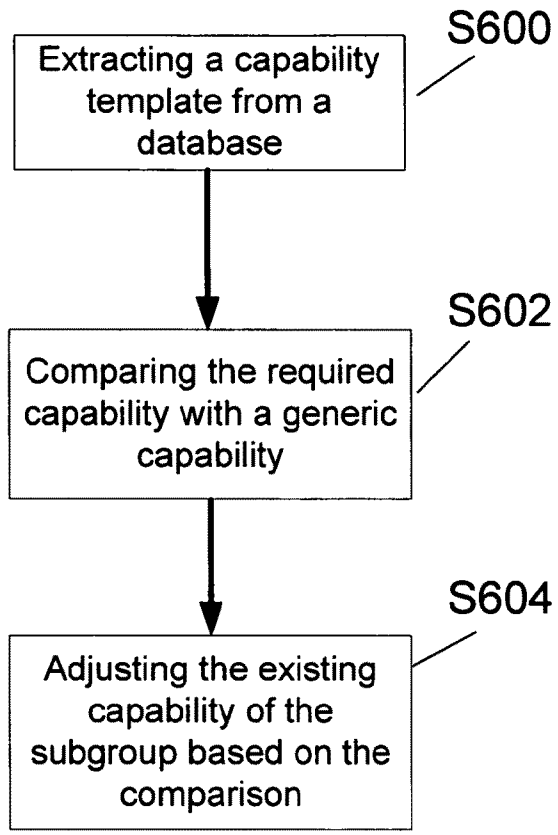 S600
Extracting a capability
template from a
database
S602
Comparing the required
capability with a generic
capability
S604
Adjusting the existing
capability of the
subgroup based on the
comparison